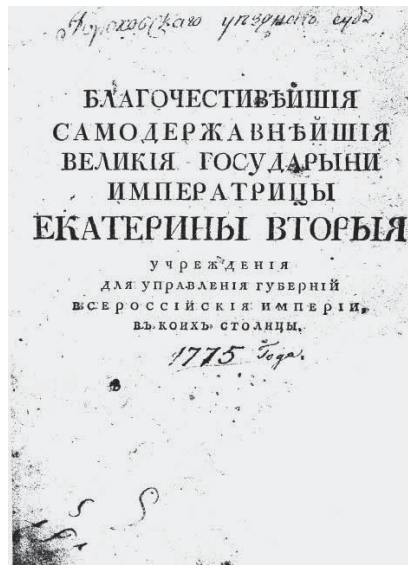 Гороховскаго уѣзднаго суда
БЛАГОЧЕСТИВѢЙШІЯ
САМОДЕРЖАВНѢЙШІЯ
ВЕЛИКІЯ ГОСУДАРЫНИ
ИМПЕРАТРИЦЫ
ЕКАТЕРИНЫ ВТОРЫЯ
УЧРЕЖДЕНІЯ
ДЛЯ УПРАВЛЕНІЯ ГУБЕРНІЙ
ВСЕРОССІЙСКІЯ ИМПЕРІИ,
ВЪ КОИХЪ СТОЛИЦЫ.
1775 Года.